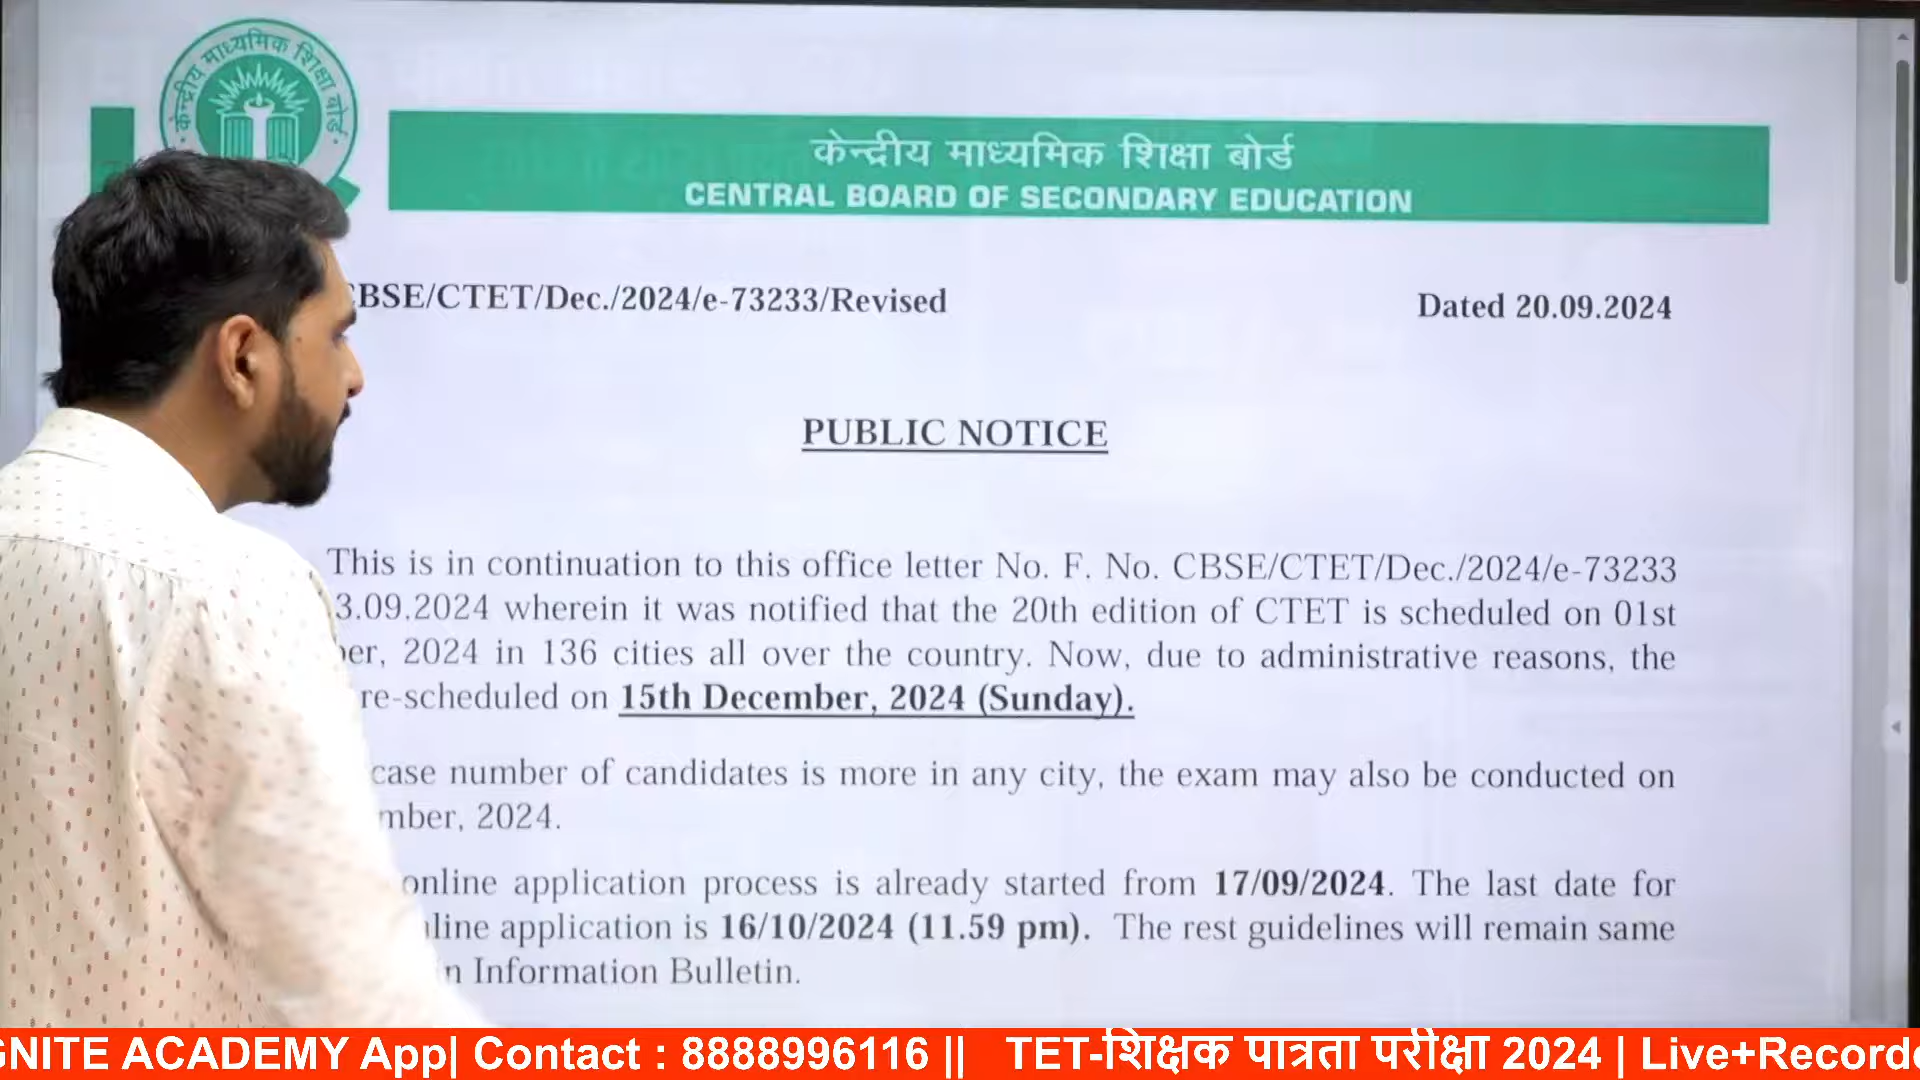 केन्द्रीय माध्यमिक शिक्षा बोर्ड
केन्द्रीय माध्यमिक शिक्षा बोर्ड
CENTRAL BOARD OF SECONDARY EDUCATION
CBSE/CTET/Dec./2024/e-73233/Revised Dated 20.09.2024
PUBLIC NOTICE
This is in continuation to this office letter No. F. No. CBSE/CTET/Dec./2024/e-73233
3.09.2024 wherein it was notified that the 20th edition of CTET is scheduled on 01st
er, 2024 in 136 cities all over the country. Now, due to administrative reasons, the
re-scheduled on 15th December, 2024 (Sunday).
case number of candidates is more in any city, the exam may also be conducted on
mber, 2024.
online application process is already started from 17/09/2024. The last date for
line application is 16/10/2024 (11.59 pm). The rest guidelines will remain same
n Information Bulletin.
GNITE ACADEMY App| Contact : 8888996116 || TET-शिक्षक पात्रता परीक्षा 2024 | Live+Recorde